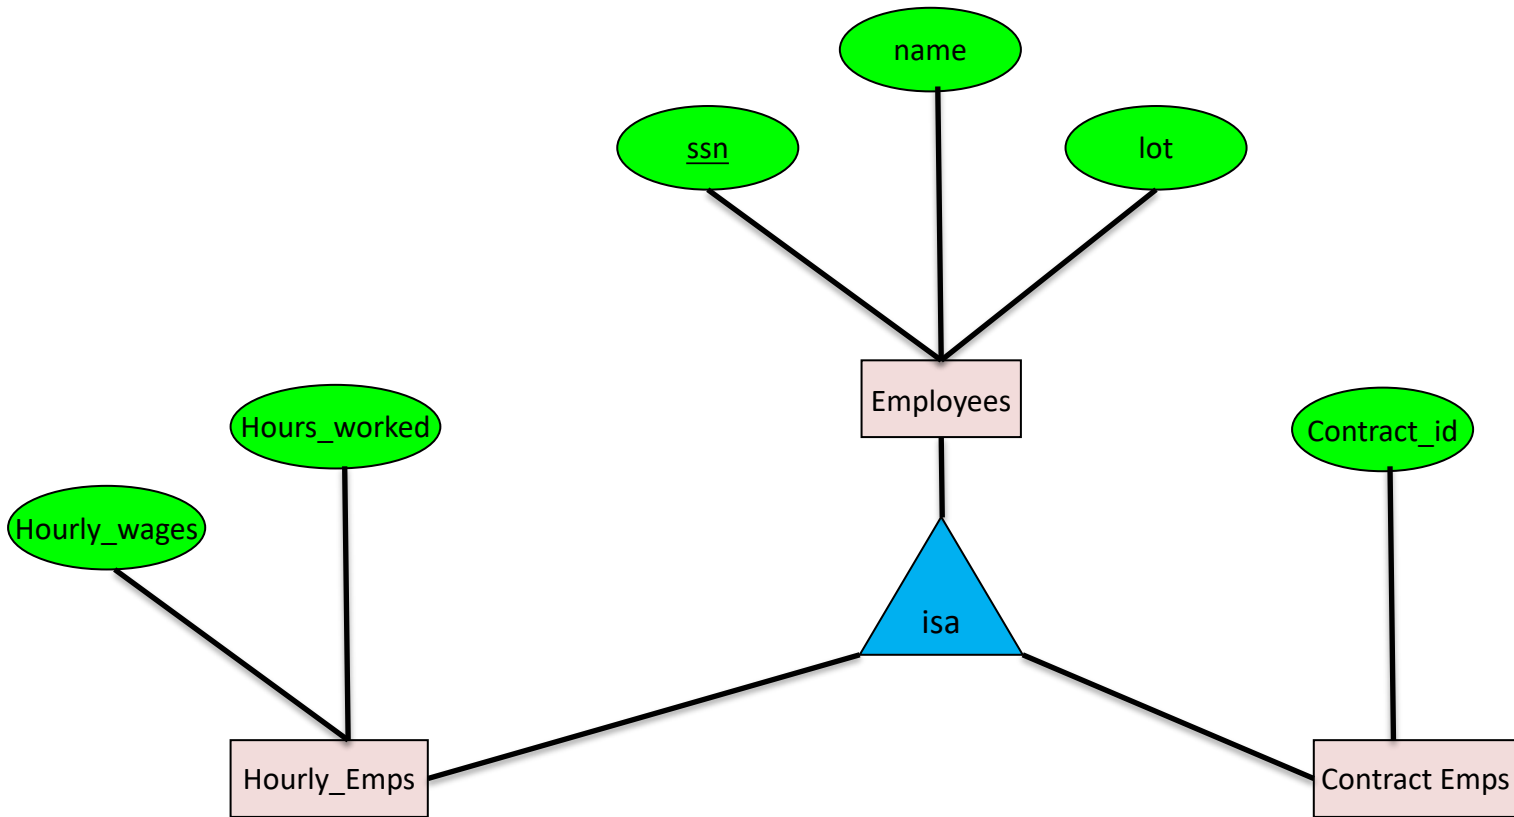 name
ssn
lot
Employees
Hours_worked
Contract_id
Hourly_wages
isa
Hourly_Emps
Contract Emps